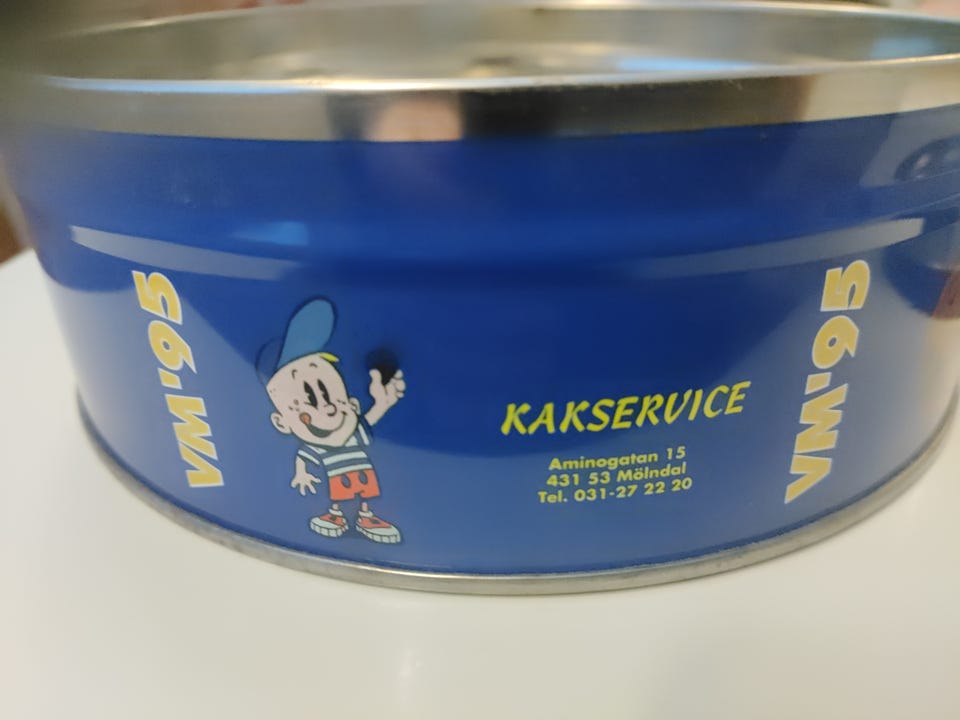 VM'95
KAKSERVICE
Aminogatan 15
431 53 Mölndal
Tel. 031-27 22 20
VM'95